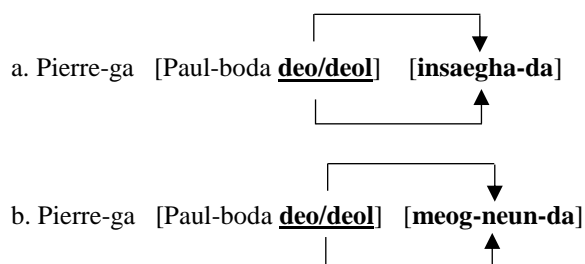 a. Pierre-ga [Paul-boda deo/deol] [insaegha-da]
b. Pierre-ga [Paul-boda deo/deol] [meog-neun-da]